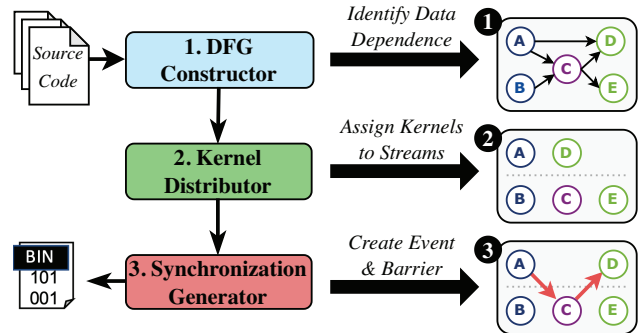 Source
Code
1. DFG
Constructor
Identify Data
Dependence
1
A
D
C
B
E
2. Kernel
Distributor
Assign Kernels
to Streams
2
A
D
B
C
E
BIN
101
001
3. Synchronization
Generator
Create Event
& Barrier
3
A
D
B
C
E